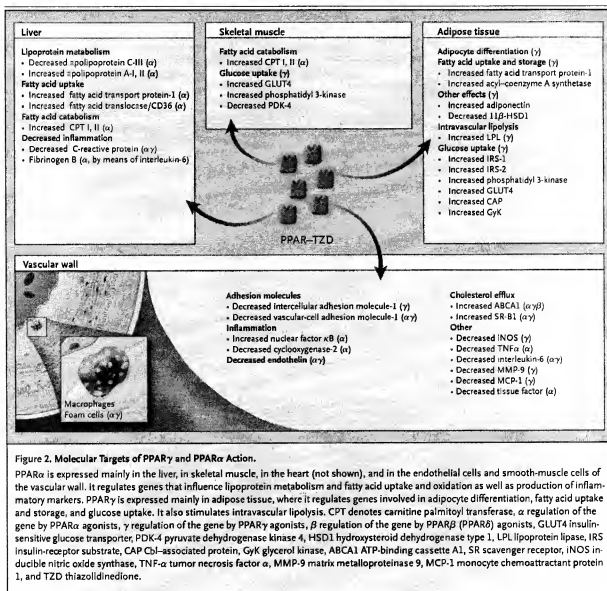 Liver
Lipoprotein metabolism
• Decreased apolipoprotein C-III (α)
• Increased apolipoprotein A-I, II (α)
Fatty acid uptake
• Increased fatty acid transport protein-1 (α)
• Increased fatty acid translocase/CD36 (α)
Fatty acid catabolism
• Increased CPT I, II (α)
Decreased inflammation
• Decreased C-reactive protein (αγ)
• Fibrinogen B (α, by means of interleukin-6)
Skeletal muscle
Fatty acid catabolism
• Increased CPT I, II (α)
Glucose uptake (γ)
• Increased GLUT4
• Increased phosphatidyl 3-kinase
• Decreased PDK-4
Adipose tissue
Adipocyte differentiation (γ)
Fatty acid uptake and storage (γ)
• Increased fatty acid transport protein-1
• Increased acyl–coenzyme A synthetase
Other effects (γ)
• Increased adiponectin
• Decreased 11β-HSD1
Intravascular lipolysis
• Increased LPL (γ)
Glucose uptake (γ)
• Increased IRS-1
• Increased IRS-2
• Increased phosphatidyl 3-kinase
• Increased GLUT4
• Increased CAP
• Increased GyK
PPAR–TZD
Vascular wall
Macrophages
Foam cells (αγ)
Adhesion molecules
• Decreased intercellular adhesion molecule-1 (γ)
• Decreased vascular-cell adhesion molecule-1 (αγ)
Inflammation
• Increased nuclear factor κB (α)
• Decreased cyclooxygenase-2 (α)
Decreased endothelin (αγ)
Cholesterol efflux
• Increased ABCA1 (αγβ)
• Increased SR-B1 (αγ)
Other
• Decreased iNOS (γ)
• Decreased TNFα (α)
• Decreased interleukin-6 (αγ)
• Decreased MMP-9 (γ)
• Decreased MCP-1 (γ)
• Decreased tissue factor (α)
Figure 2. Molecular Targets of PPARγ and PPARα Action.
PPARα is expressed mainly in the liver, in skeletal muscle, in the heart (not shown), and in the endothelial cells and smooth-muscle cells of
the vascular wall. It regulates genes that influence lipoprotein metabolism and fatty acid uptake and oxidation as well as production of inflam-
matory markers. PPARγ is expressed mainly in adipose tissue, where it regulates genes involved in adipocyte differentiation, fatty acid uptake
and storage, and glucose uptake. It also stimulates intravascular lipolysis. CPT denotes carnitine palmitoyl transferase, α regulation of the
gene by PPARα agonists, γ regulation of the gene by PPARγ agonists, β regulation of the gene by PPARβ (PPARδ) agonists, GLUT4 insulin-
sensitive glucose transporter, PDK-4 pyruvate dehydrogenase kinase 4, HSD1 hydroxysteroid dehydrogenase type 1, LPL lipoprotein lipase, IRS
insulin-receptor substrate, CAP Cbl–associated protein, GyK glycerol kinase, ABCA1 ATP-binding cassette A1, SR scavenger receptor, iNOS in-
ducible nitric oxide synthase, TNF-α tumor necrosis factor α, MMP-9 matrix metalloproteinase 9, MCP-1 monocyte chemoattractant protein
1, and TZD thiazolidinedione.